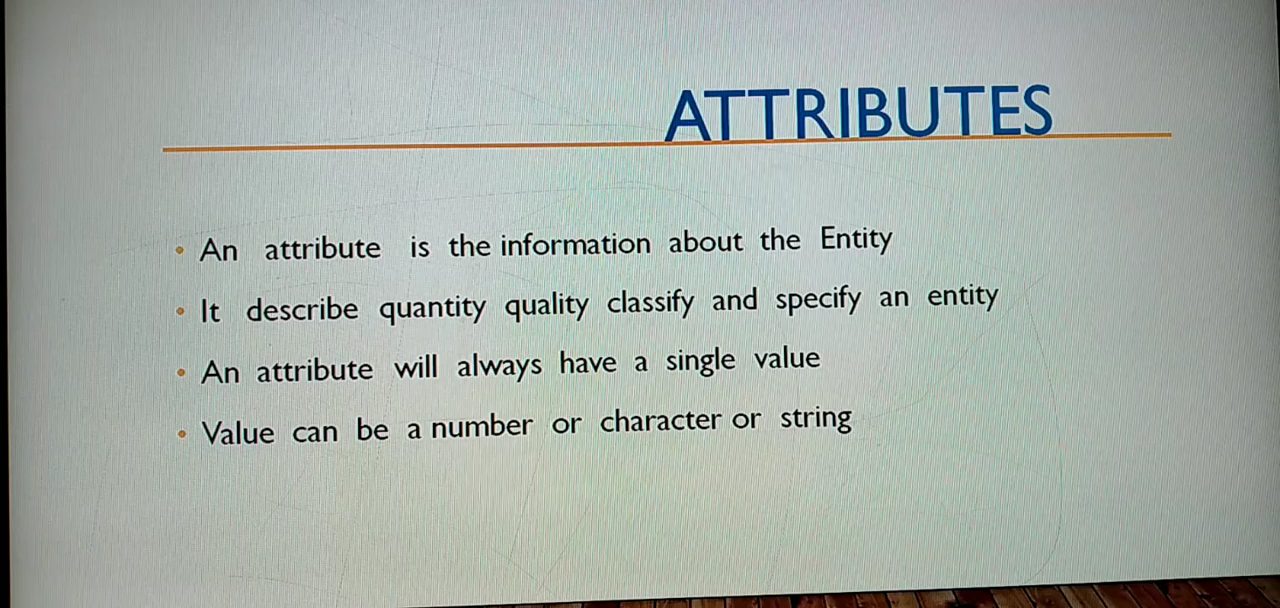 ATTRIBUTES
• An attribute is the information about the Entity
• It describe quantity quality classify and specify an entity
• An attribute will always have a single value
• Value can be a number or character or string